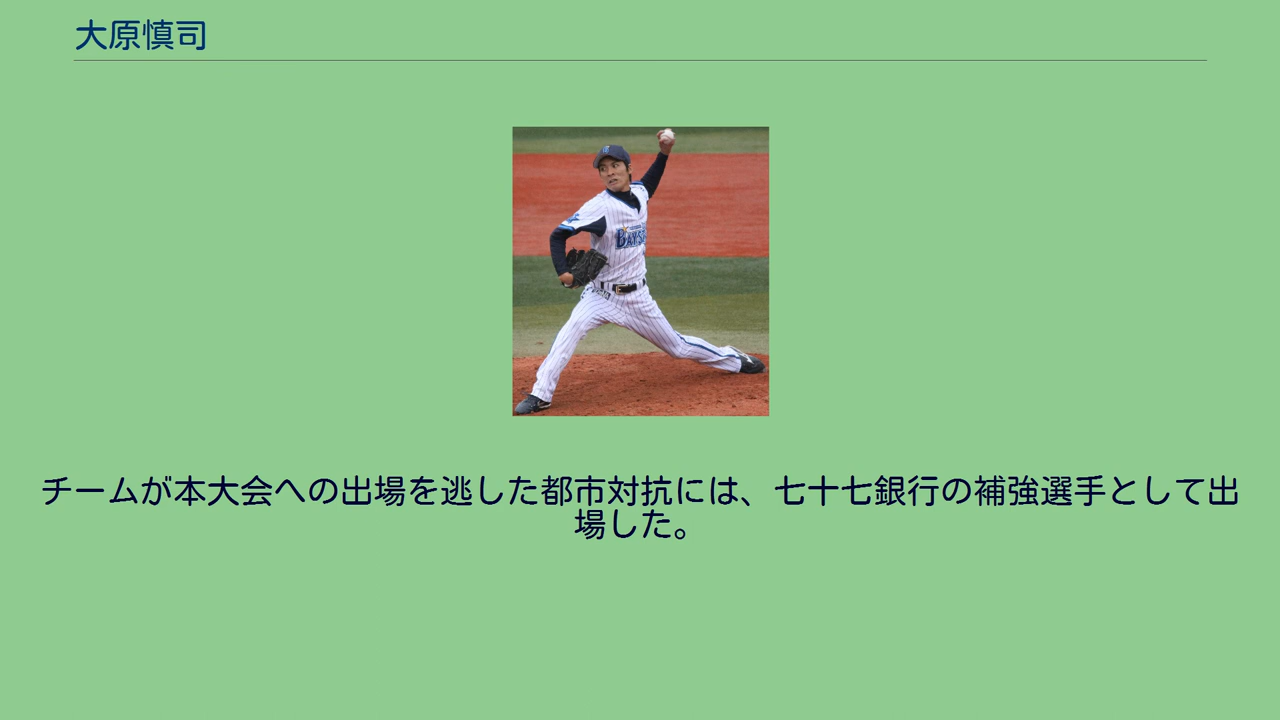 大原慎司
チームが本大会への出場を逃した都市対抗には、七十七銀行の補強選手として出
場した。